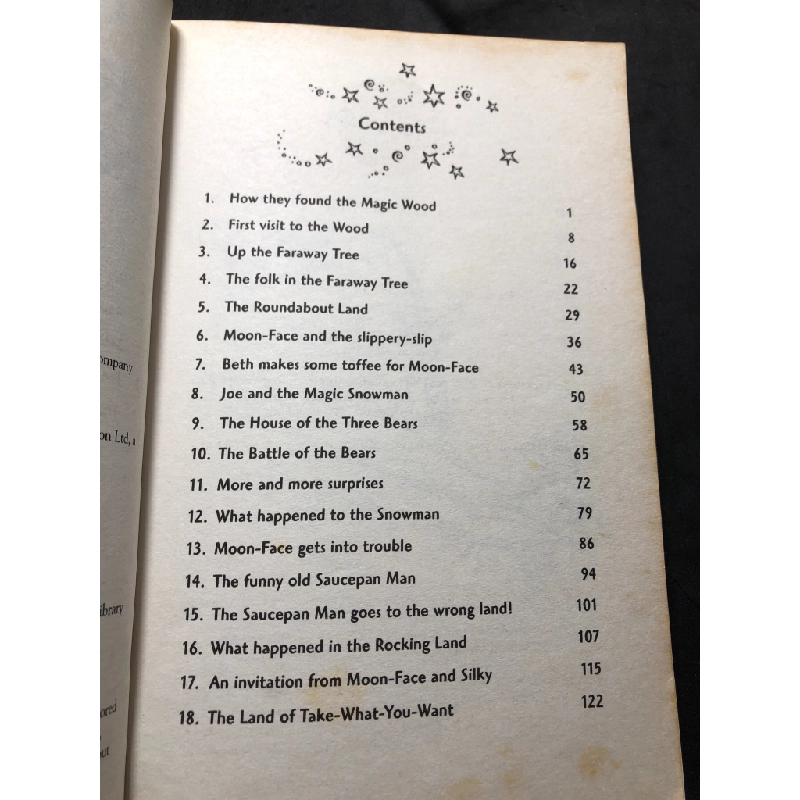 Contents
1. How they found the Magic Wood 1
2. First visit to the Wood 8
3. Up the Faraway Tree 16
4. The folk in the Faraway Tree 22
5. The Roundabout Land 29
6. Moon-Face and the slippery-slip 36
7. Beth makes some toffee for Moon-Face 43
8. Joe and the Magic Snowman 50
9. The House of the Three Bears 58
10. The Battle of the Bears 65
11. More and more surprises 72
12. What happened to the Snowman 79
13. Moon-Face gets into trouble 86
14. The funny old Saucepan Man 94
15. The Saucepan Man goes to the wrong land! 101
16. What happened in the Rocking Land 107
17. An invitation from Moon-Face and Silky 115
18. The Land of Take-What-You-Want 122